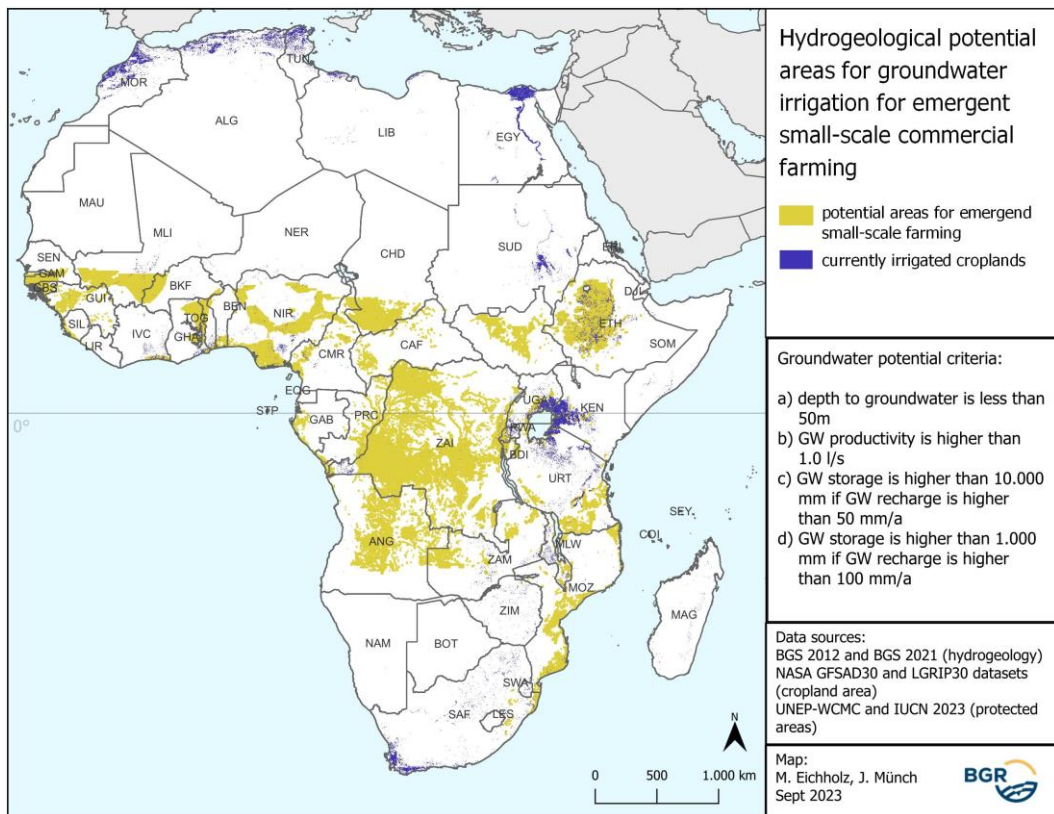 Hydrogeological potential
areas for groundwater
irrigation for emergent
small-scale commercial
farming
potential areas for emergend
small-scale farming
currently irrigated croplands
Groundwater potential criteria:
a) depth to groundwater is less than
50m
b) GW productivity is higher than
1.0 l/s
c) GW storage is higher than 10.000
mm if GW recharge is higher
than 50 mm/a
d) GW storage is higher than 1.000
mm if GW recharge is higher
than 100 mm/a
Data sources:
BGS 2012 and BGS 2021 (hydrogeology)
NASA GFSAD30 and LGRIP30 datasets
(cropland area)
UNEP-WCMC and IUCN 2023 (protected
areas)
Map:
M. Eichholz, J. Münch
Sept 2023
BGR
TUN
MOR
ALG
LIB
EGY
MAU
MLI
NER
CHD
SUD
ERI
SEN
GAM
GBS
GUI
BKF
BEN
NIR
DJI
ETH
SIL
LIR
IVC
GHA
TOG
CMR
CAF
SOM
EQG
STP
GAB
PRC
ZAI
UGA
KEN
RWA
BDI
URT
0°
SEY
COI
ANG
ZAM
MLW
MOZ
ZIM
MAG
NAM
BOT
SWA
SAF
LES
N
0 500 1.000 km